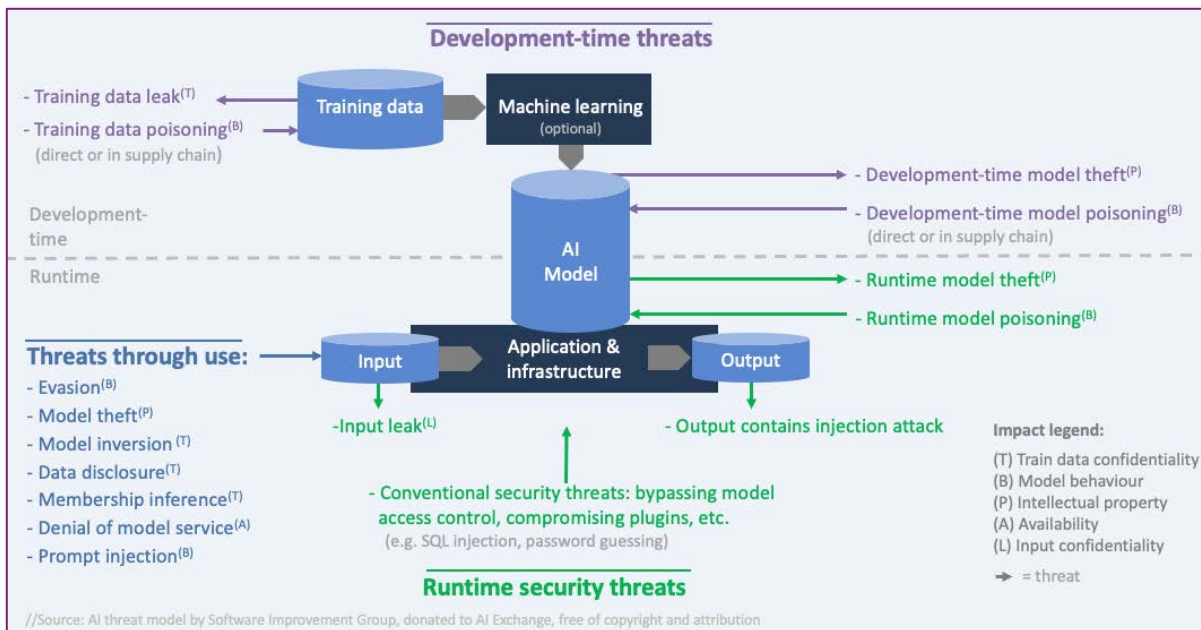 Development-time threats
- Training data leak(T)
- Training data poisoning(B)
(direct or in supply chain)
Training data
Machine learning
(optional)
- Development-time model theft(P)
- Development-time model poisoning(B)
(direct or in supply chain)
Development-
time
Runtime
AI
Model
- Runtime model theft(P)
- Runtime model poisoning(B)
Threats through use:
- Evasion(B)
- Model theft(P)
- Model inversion (T)
- Data disclosure(T)
- Membership inference(T)
- Denial of model service(A)
- Prompt injection(B)
Input
Application &
infrastructure
Output
-Input leak(L)
- Output contains injection attack
- Conventional security threats: bypassing model
access control, compromising plugins, etc.
(e.g. SQL injection, password guessing)
Impact legend:
(T) Train data confidentiality
(B) Model behaviour
(P) Intellectual property
(A) Availability
(L) Input confidentiality
= threat
Runtime security threats
//Source: AI threat model by Software Improvement Group, donated to AI Exchange, free of copyright and attribution